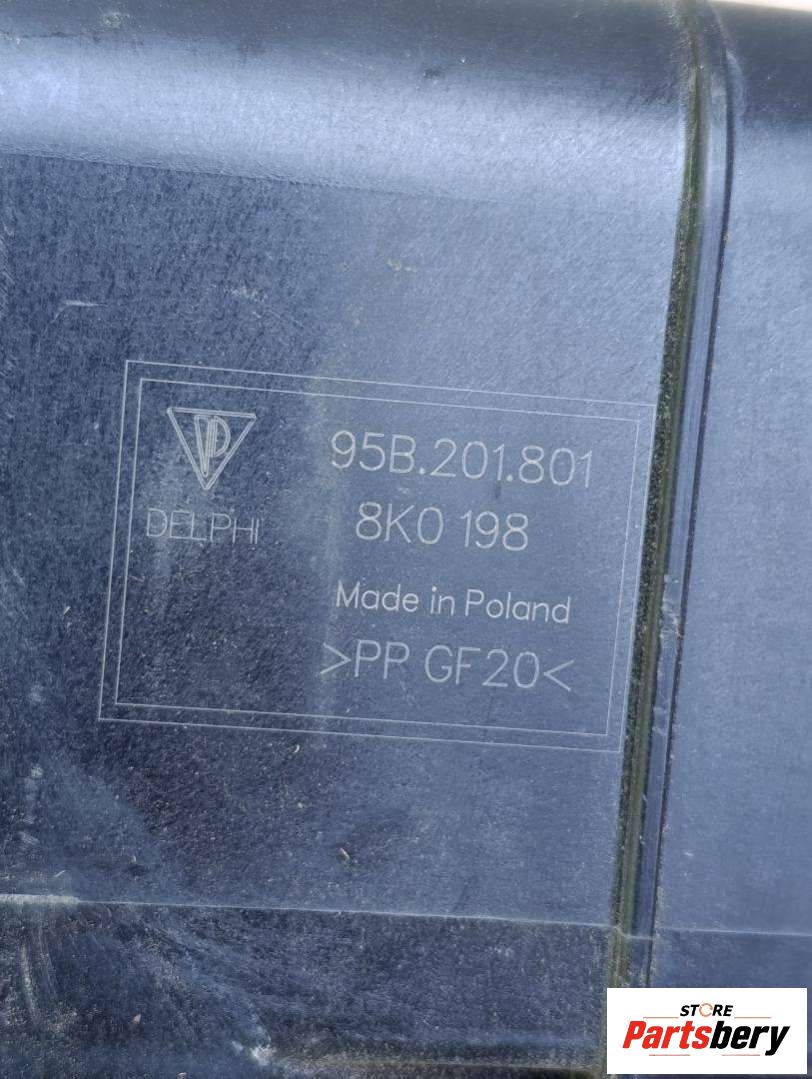 95B.201.801
DELPHI
8K0 198
Made in Poland
>PP GF20<
STORE
Partsbery